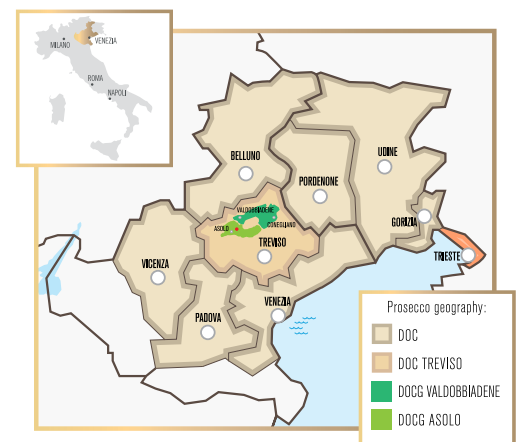 MILANO
VENEZIA
ROMA
NAPOLI
BELLUNO
PORDENONE
UDINE
VALDOBBIADENE
ASOLO
CONEGLIANO
GORIZIA
TREVISO
TRIESTE
VICENZA
PADOVA
VENEZIA
Prosecco geography:
DOC
DOC TREVISO
DOCG VALDOBBIADENE
DOCG ASOLO